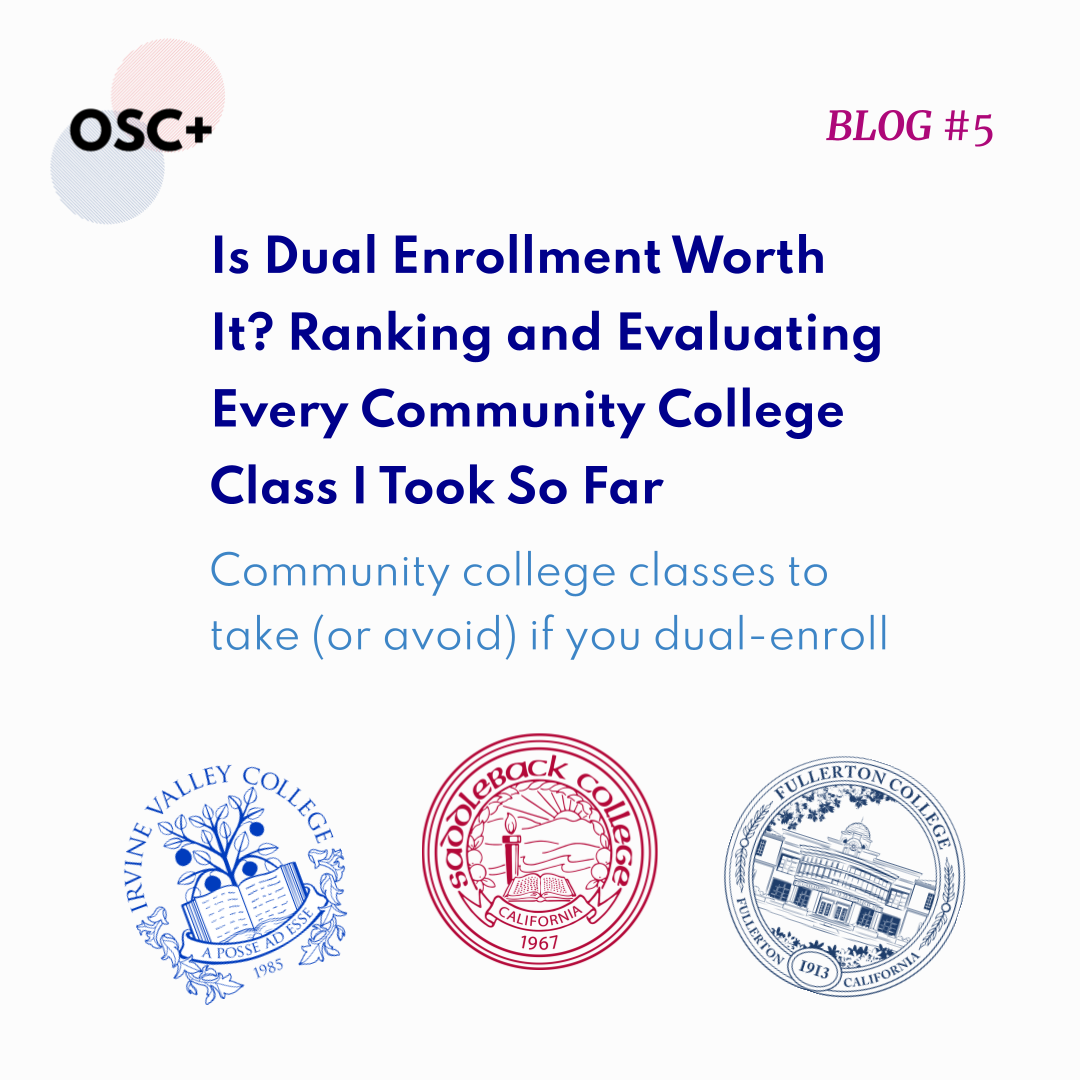 OSC+
BLOG #5
Is Dual Enrollment Worth
It? Ranking and Evaluating
Every Community College
Class I Took So Far
Community college classes to
take (or avoid) if you dual-enroll
IRVINE VALLEY COLLEGE
A POSSE AD ESSE
1985
SADDLEBACK COLLEGE
CALIFORNIA
1967
FULLERTON COLLEGE
FULLERTON
1913
CALIFORNIA